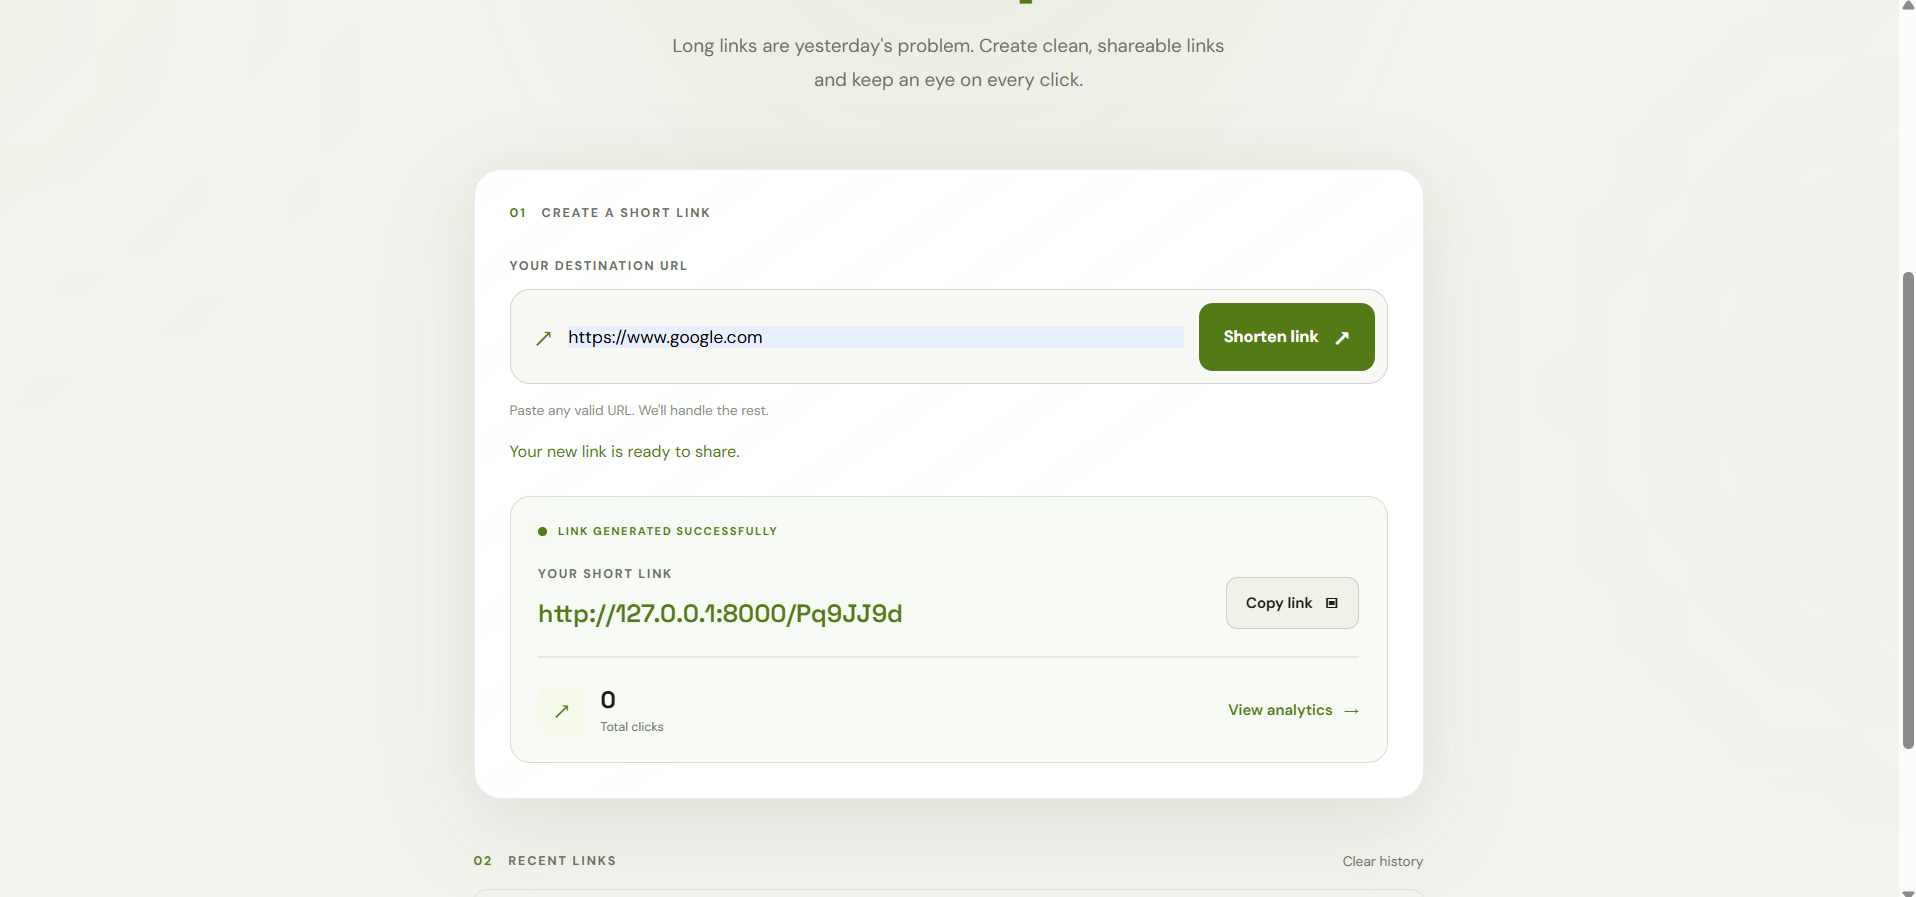 Long links are yesterday's problem. Create clean, shareable links
and keep an eye on every click.
01 CREATE A SHORT LINK
YOUR DESTINATION URL
https://www.google.com
Shorten link
Paste any valid URL. We'll handle the rest.
Your new link is ready to share.
LINK GENERATED SUCCESSFULLY
YOUR SHORT LINK
http://127.0.0.1:8000/Pq9JJ9d
Copy link
0
Total clicks
View analytics →
02 RECENT LINKS
Clear history